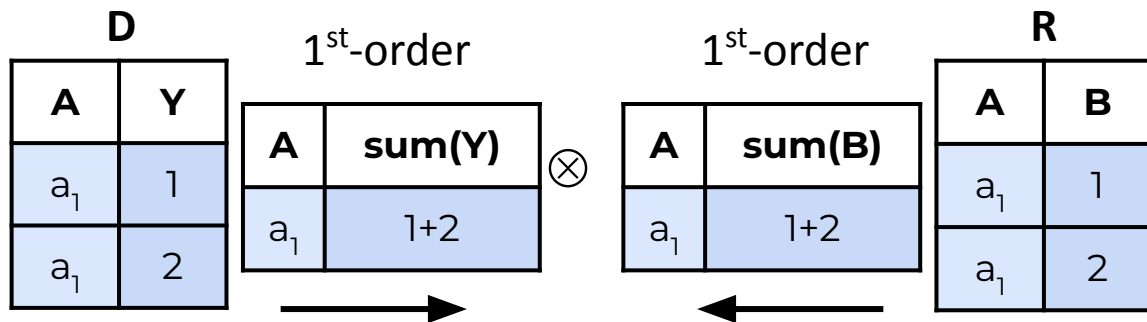 D
A Y
a₁ 1
a₁ 2
1ˢᵗ-order
A sum(Y)
a₁ 1+2
⊗
1ˢᵗ-order
A sum(B)
a₁ 1+2
R
A B
a₁ 1
a₁ 2